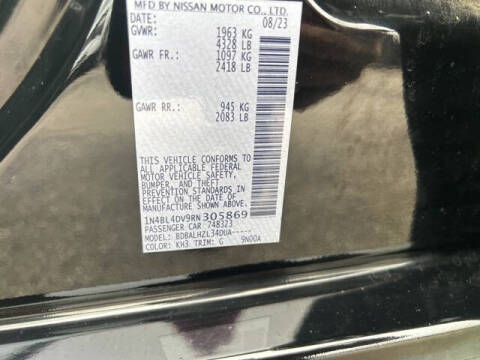 MFD BY NISSAN MOTOR CO., LTD.
DATE: 08/23
GVWR: 1963 KG
4328 LB
GAWR FR.: 1097 KG
2418 LB
GAWR RR.: 945 KG
2083 LB
THIS VEHICLE CONFORMS TO
ALL APPLICABLE FEDERAL
MOTOR VEHICLE SAFETY,
BUMPER, AND THEFT
PREVENTION STANDARDS IN
EFFECT ON THE DATE OF
MANUFACTURE SHOWN ABOVE.
1N4BL4DV9RN305869
PASSENGER CAR 748323
MODEL: BDBALHZL34DUA-----
COLOR: KH3 TRIM: G 9N00A